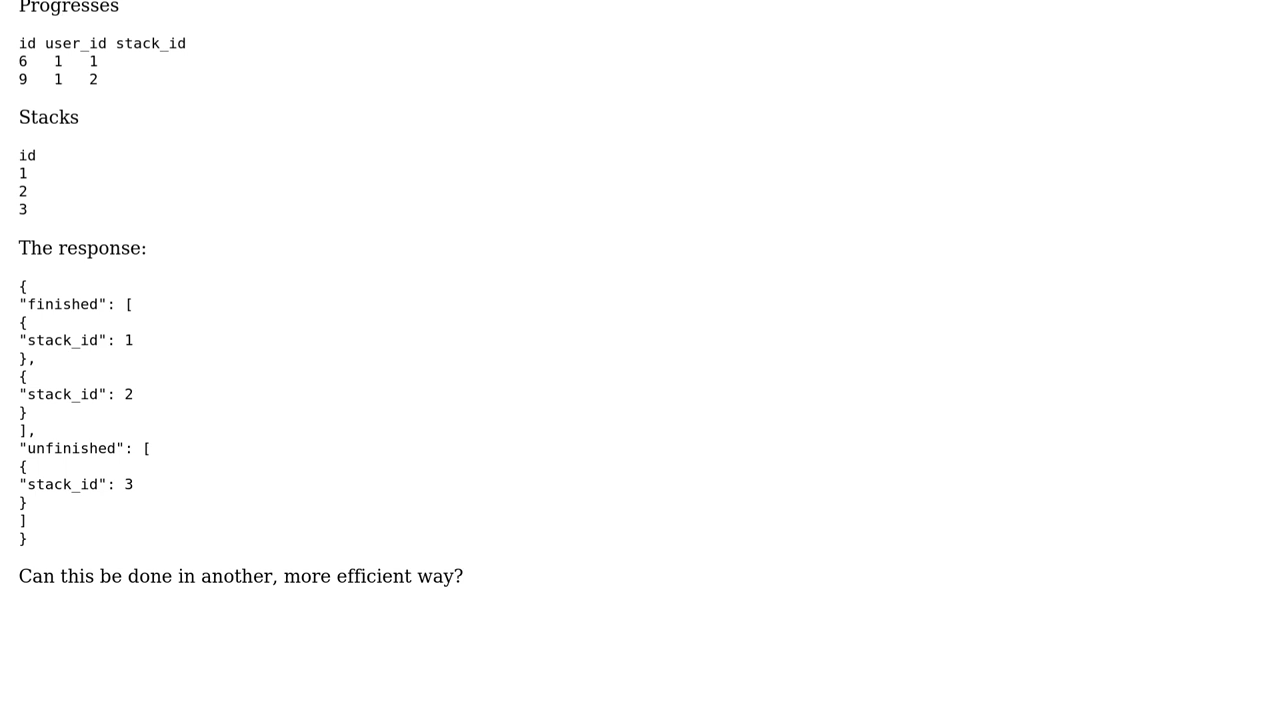 Progresses
id user_id stack_id
6   1   1
9   1   2
Stacks
id
1
2
3
The response:
{
"finished": [
{
"stack_id": 1
},
{
"stack_id": 2
}
],
"unfinished": [
{
"stack_id": 3
}
]
}
Can this be done in another, more efficient way?